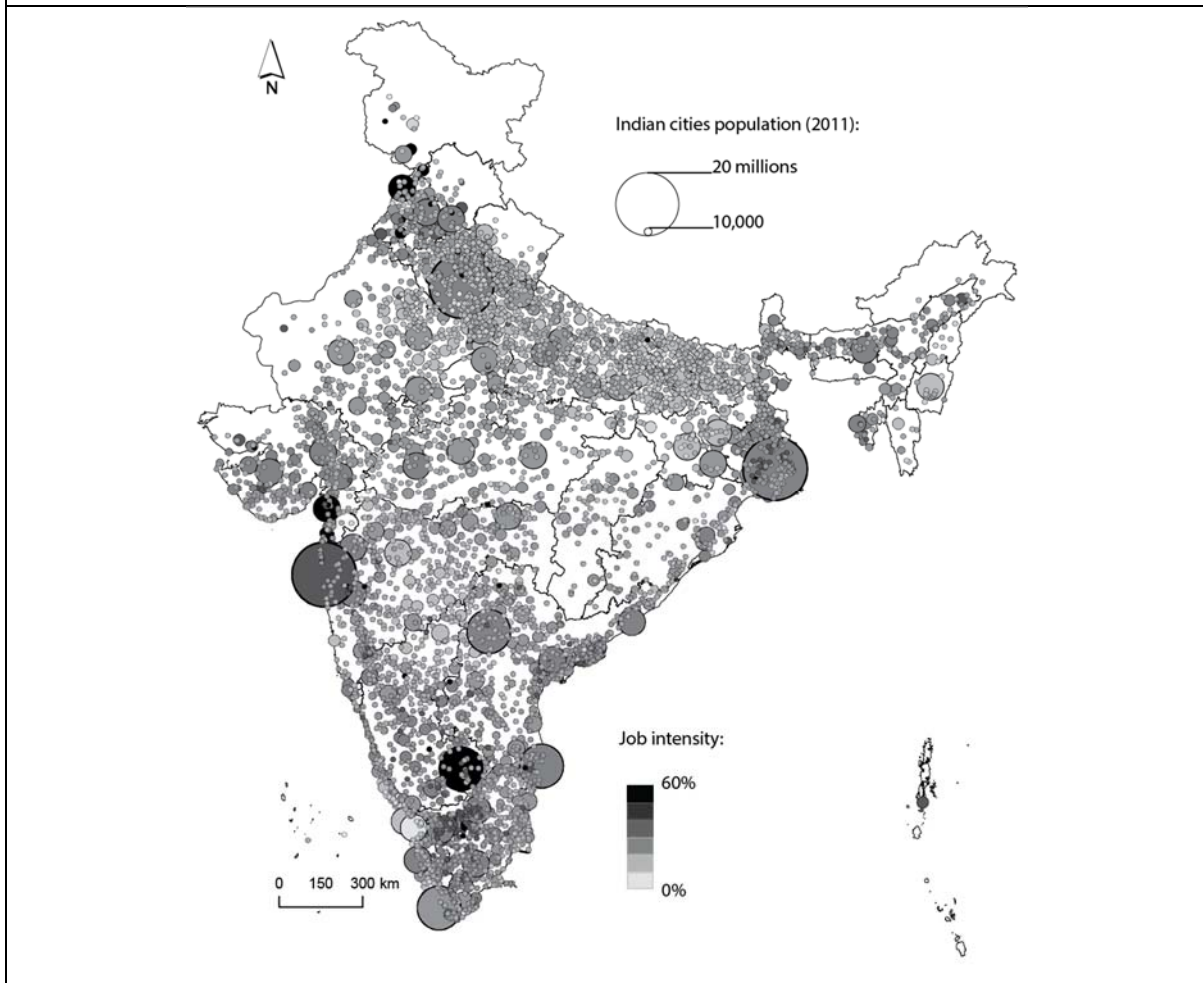 N
Indian cities population (2011):
20 millions
10,000
Job intensity:
60%
0%
0 150 300 km